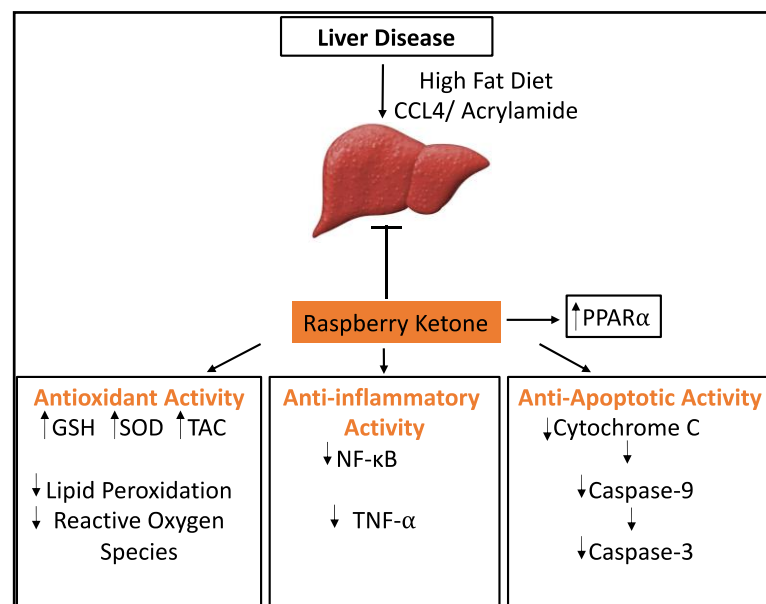 Liver Disease
High Fat Diet
CCL4/ Acrylamide
Raspberry Ketone
↑PPARα
Antioxidant Activity
↑GSH ↑SOD ↑TAC
↓Lipid Peroxidation
↓ Reactive Oxygen
Species
Anti-inflammatory
Activity
↓NF-κB
↓ TNF-α
Anti-Apoptotic Activity
↓Cytochrome C
↓Caspase-9
↓Caspase-3